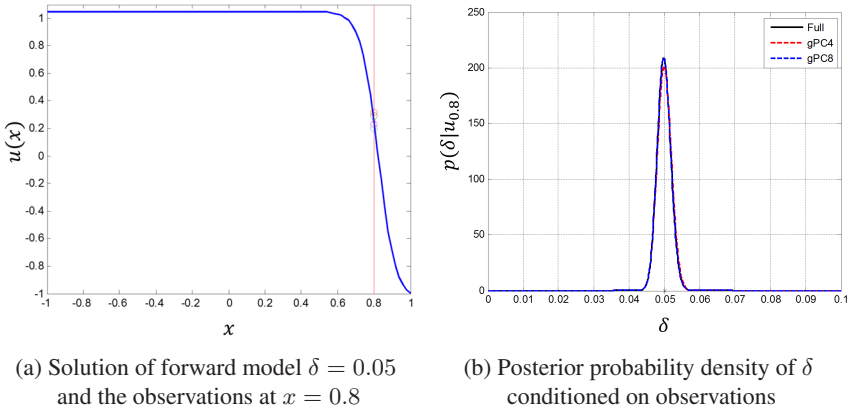 1
0.8
0.6
0.4
0.2
0
-0.2
-0.4
-0.6
-0.8
-1
u(x)
-1 -0.8 -0.6 -0.4 -0.2 0 0.2 0.4 0.6 0.8 1
x
(a) Solution of forward model δ = 0.05
and the observations at x = 0.8
Full
gPC4
gPC8
250
200
150
100
50
0
p(δ|u₀.₈)
0 0.01 0.02 0.03 0.04 0.05 0.06 0.07 0.08 0.09 0.1
δ
(b) Posterior probability density of δ
conditioned on observations